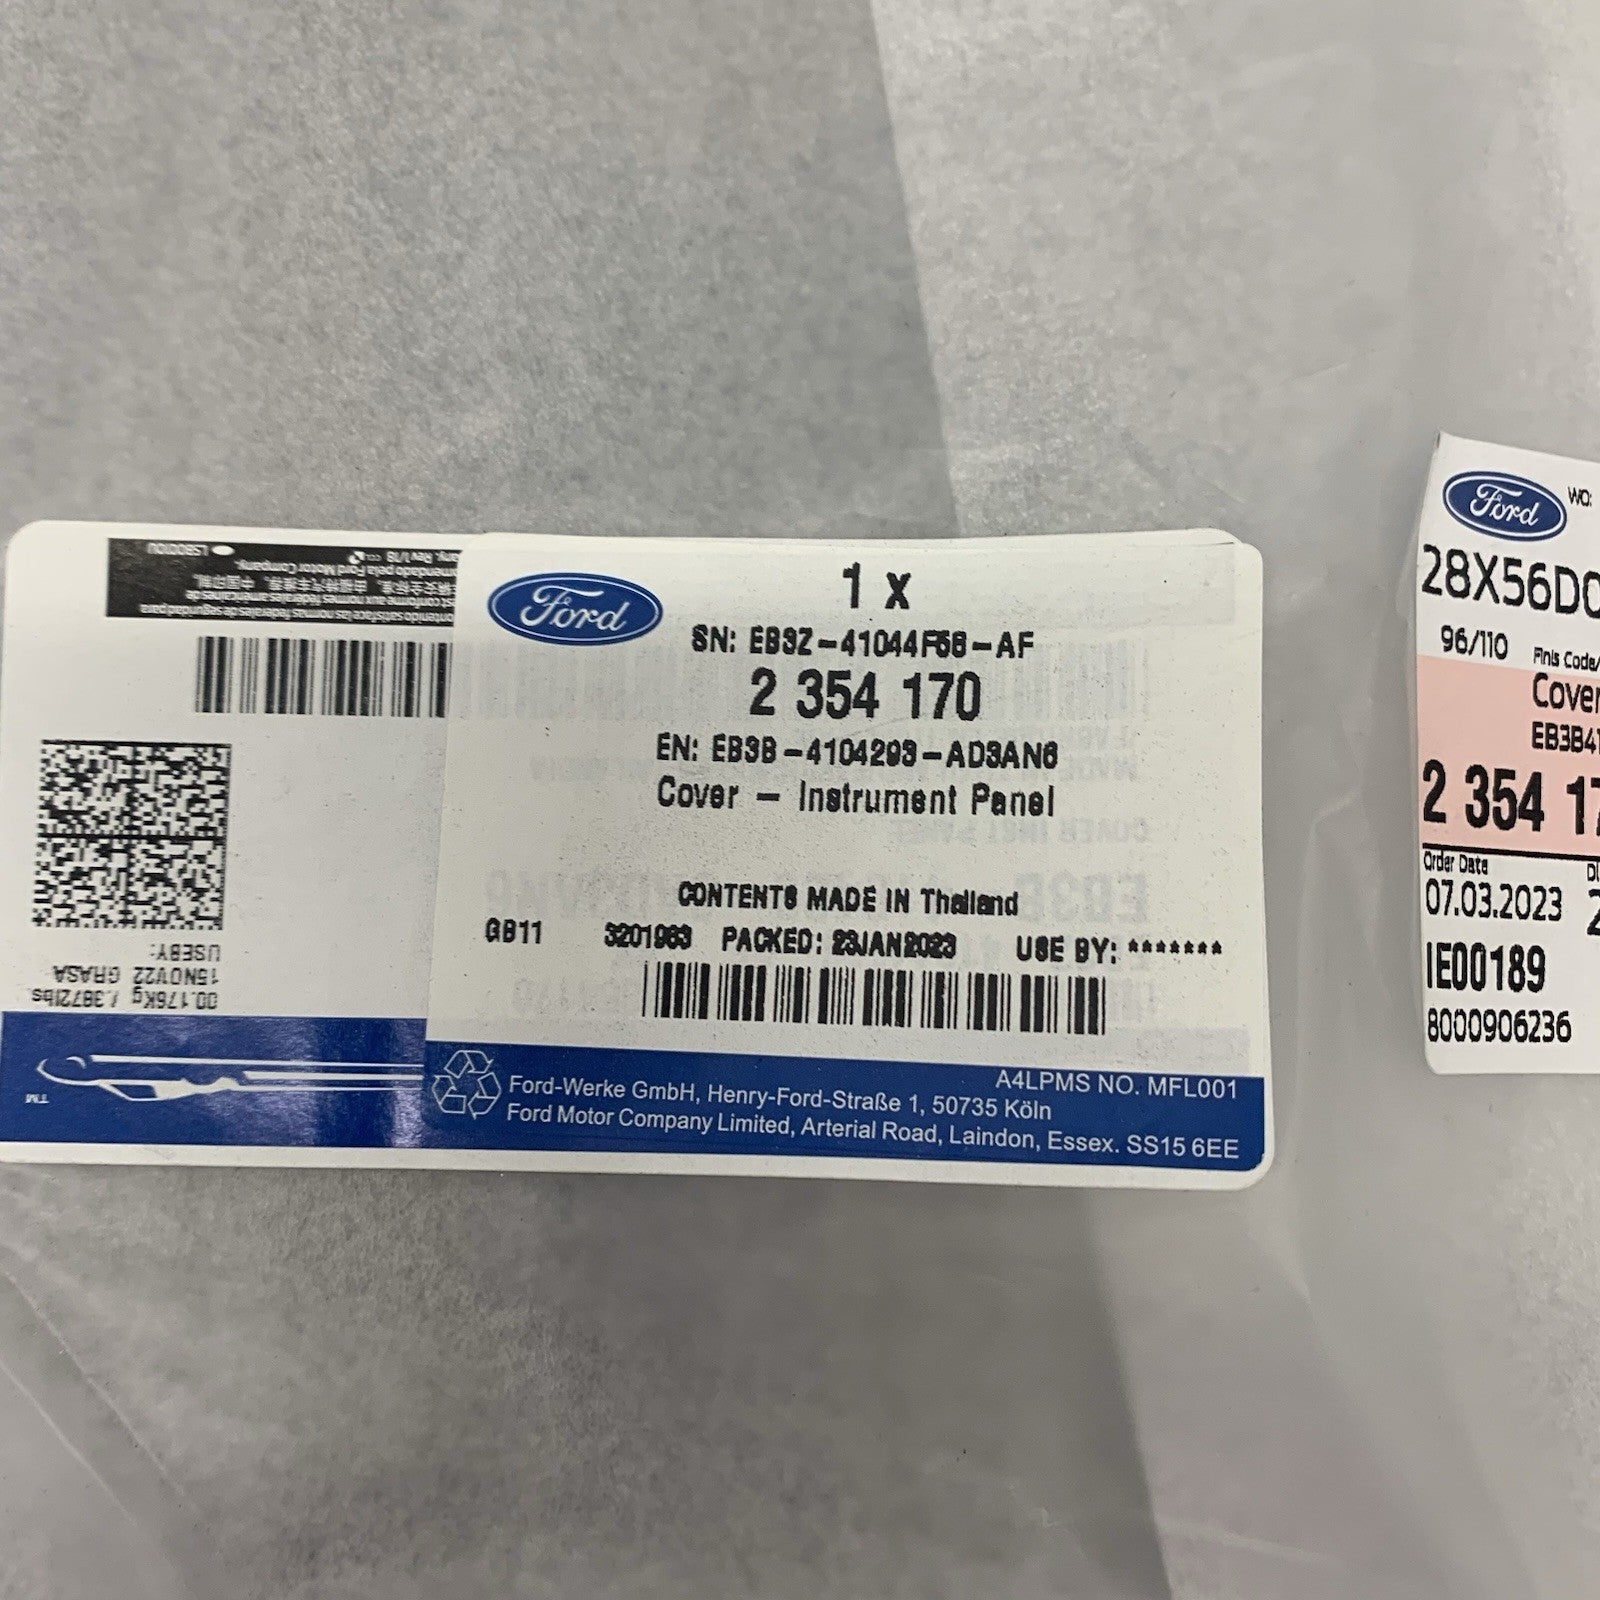 Ford
1 X
SN: EB3Z-41044F58-AF
2 354 170
EN: EB3B-4104293-AD3AN6
Cover - Instrument Panel
CONTENTS MADE IN Thailand
GB11 3201983 PACKED: 23JAN2023 USE BY: *******
A4LPMS NO. MFL001
Ford-Werke GmbH, Henry-Ford-Straße 1, 50735 Köln
Ford Motor Company Limited, Arterial Road, Laindon, Essex. SS15 6EE
00.176Kg /.3872lbs
15NOV22 GRASA
USEBY:
TM
Ford WO:
28X56D
96/110 Finis Code/
Cover
EB3B41
2 354 17
Order Date
07.03.2023
IE00189
8000906236